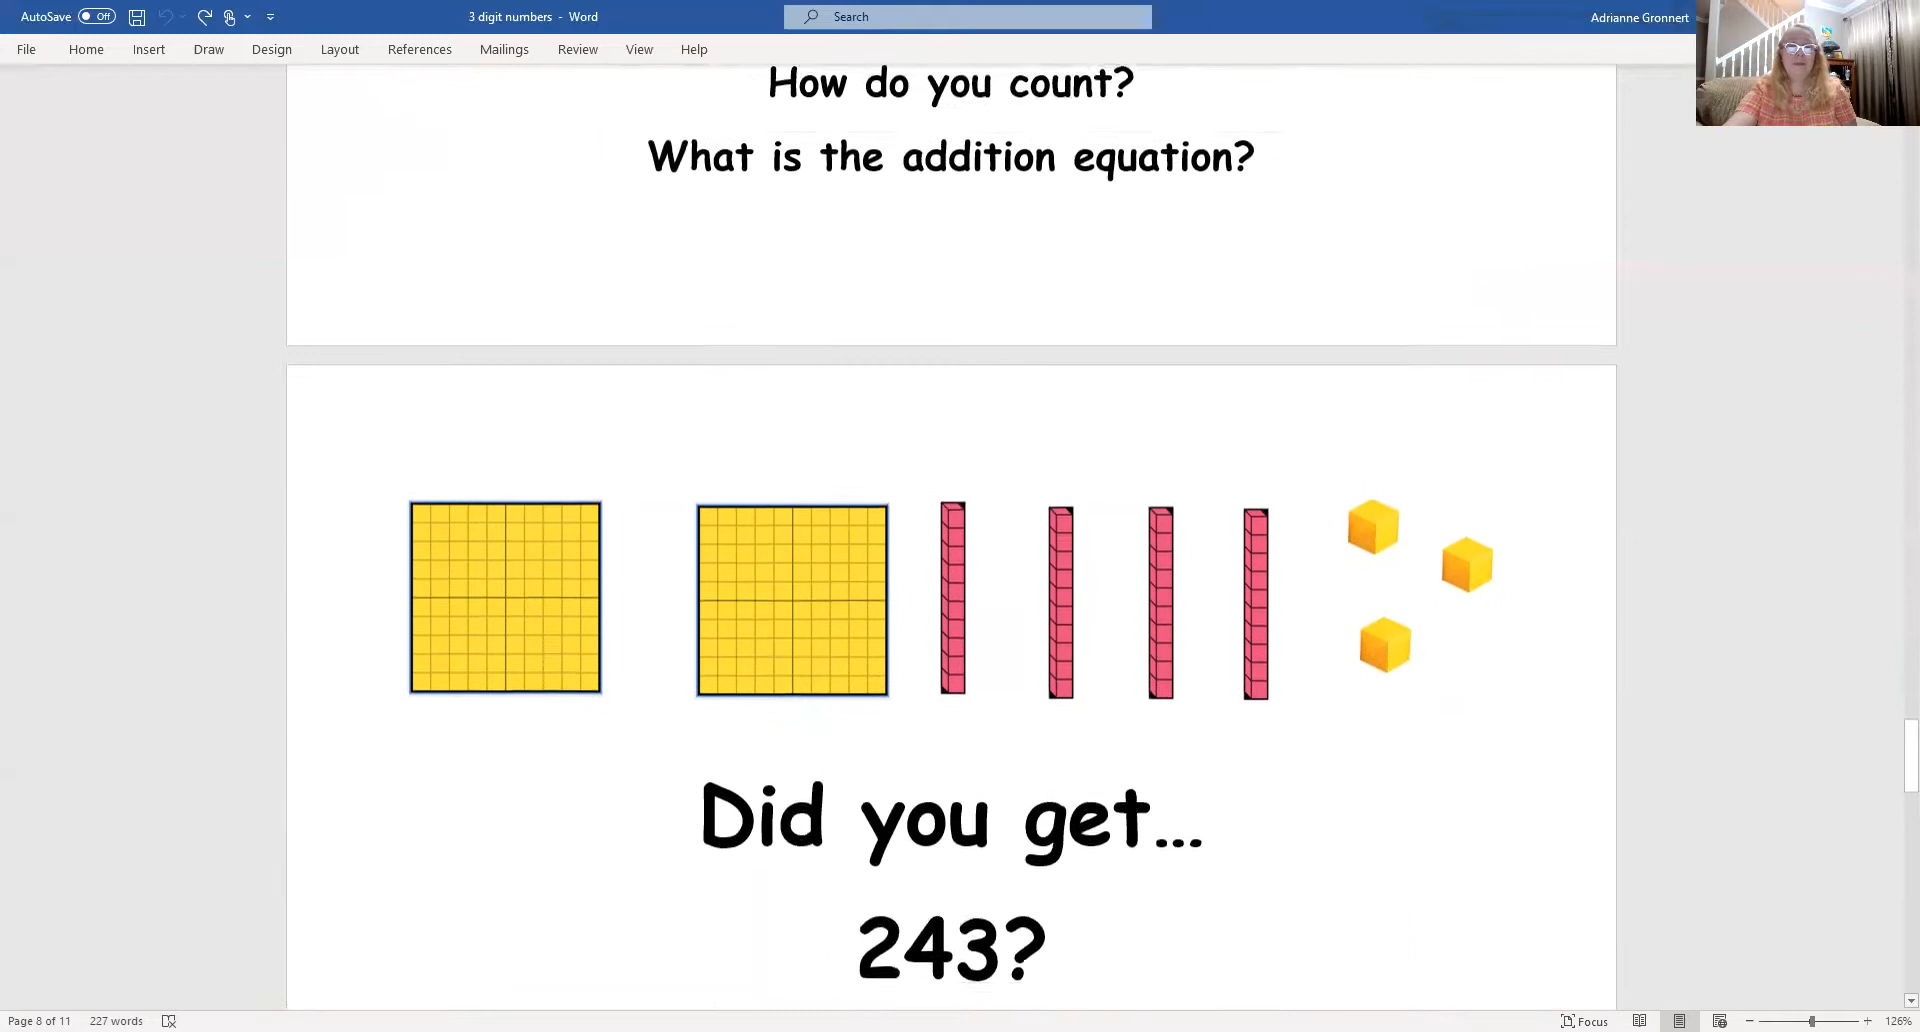 AutoSave Off 3 digit numbers - Word Search Adrianne Gronnert
File Home Insert Draw Design Layout References Mailings Review View Help
How do you count?
What is the addition equation?
Did you get...
243?
Page 8 of 11 227 words Focus 126%